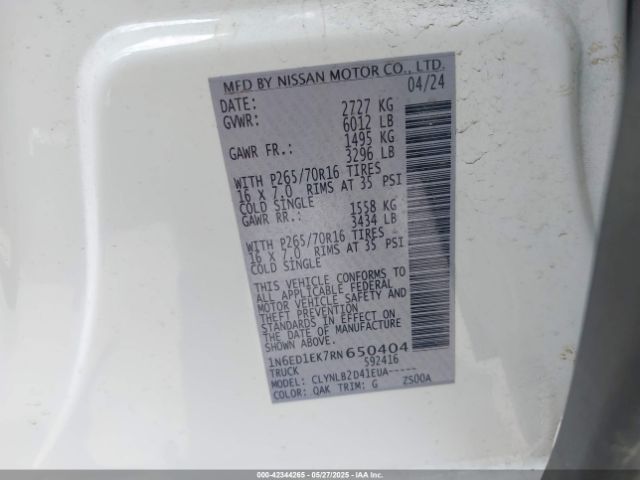 MFD BY NISSAN MOTOR CO., LTD.
DATE: 04/24
GVWR: 2727 KG
6012 LB
GAWR FR.: 1495 KG
3296 LB
WITH P265/70R16 TIRES
16 X 7.0 RIMS AT 35 PSI
COLD SINGLE
GAWR RR.: 1558 KG
3434 LB
WITH P265/70R16 TIRES
16 X 7.0 RIMS AT 35 PSI
COLD SINGLE
THIS VEHICLE CONFORMS TO
ALL APPLICABLE FEDERAL
MOTOR VEHICLE SAFETY AND
THEFT PREVENTION
STANDARDS IN EFFECT ON
THE DATE OF MANUFACTURE
SHOWN ABOVE.
1N6ED1EK7RN650404
TRUCK 592416
MODEL: CLYNLB2D41EUA-----
COLOR: QAK TRIM: G ZS00A
000-42344265 05/27/2025 IAAI.COM